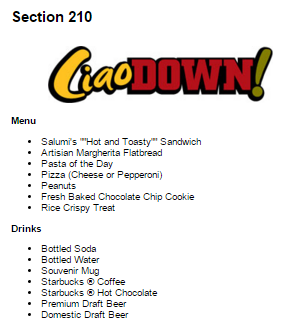 Section 210
CiaoDOWN!
Menu
Salumi's ""Hot and Toasty"" Sandwich
Artisian Margherita Flatbread
Pasta of the Day
Pizza (Cheese or Pepperoni)
Peanuts
Fresh Baked Chocolate Chip Cookie
Rice Crispy Treat
Drinks
Bottled Soda
Bottled Water
Souvenir Mug
Starbucks ® Coffee
Starbucks ® Hot Chocolate
Premium Draft Beer
Domestic Draft Beer